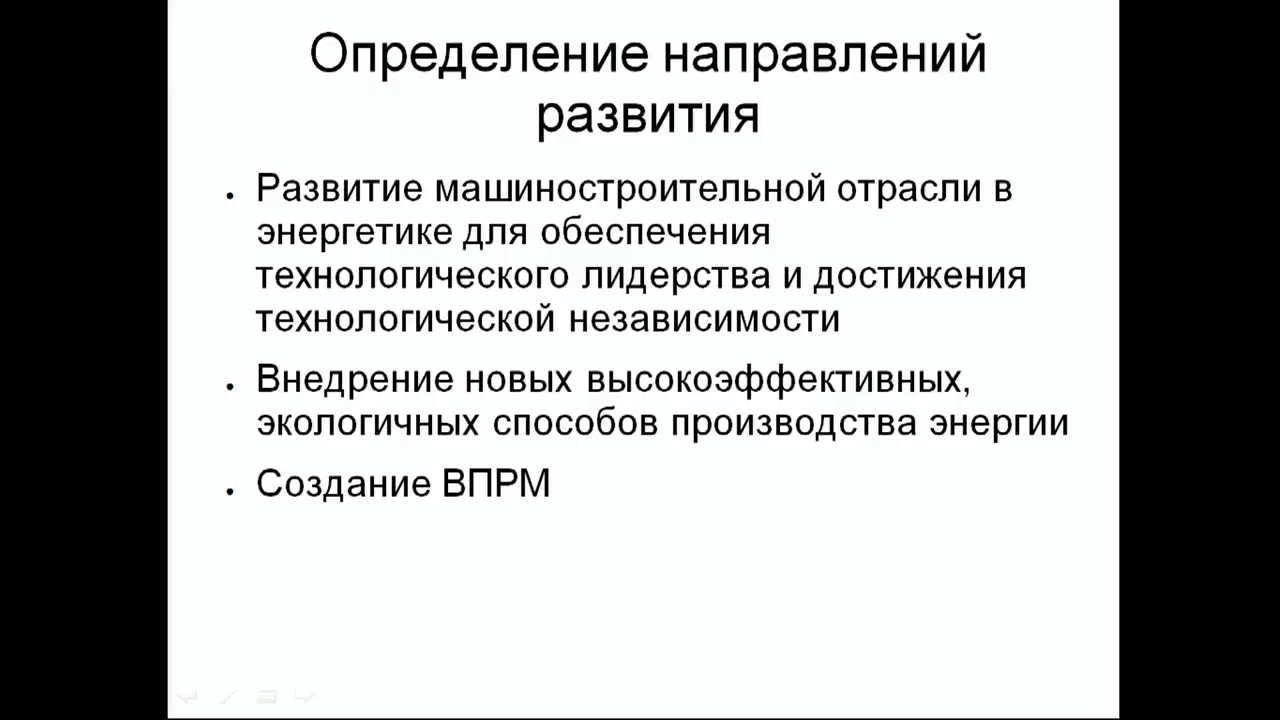 Определение направлений
развития
Развитие машиностроительной отрасли в
энергетике для обеспечения
технологического лидерства и достижения
технологической независимости
Внедрение новых высокоэффективных,
экологичных способов производства энергии
Создание ВПРМ